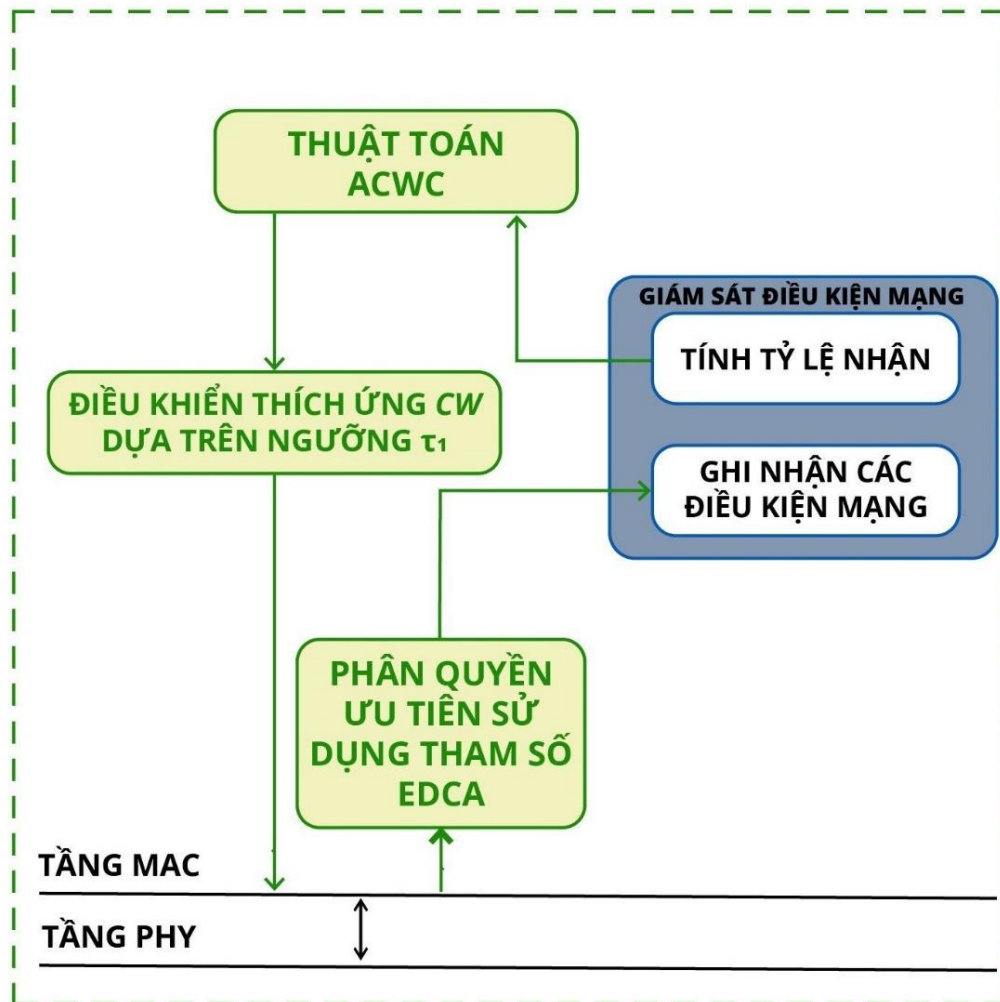 THUẬT TOÁN
ACWC
GIÁM SÁT ĐIỀU KIỆN MẠNG
TÍNH TỶ LỆ NHẬN
ĐIỀU KHIỂN THÍCH ỨNG CW
DỰA TRÊN NGƯỠNG τ₁
GHI NHẬN CÁC
ĐIỀU KIỆN MẠNG
PHÂN QUYỀN
ƯU TIÊN SỬ
DỤNG THAM SỐ
EDCA
TẦNG MAC
TẦNG PHY